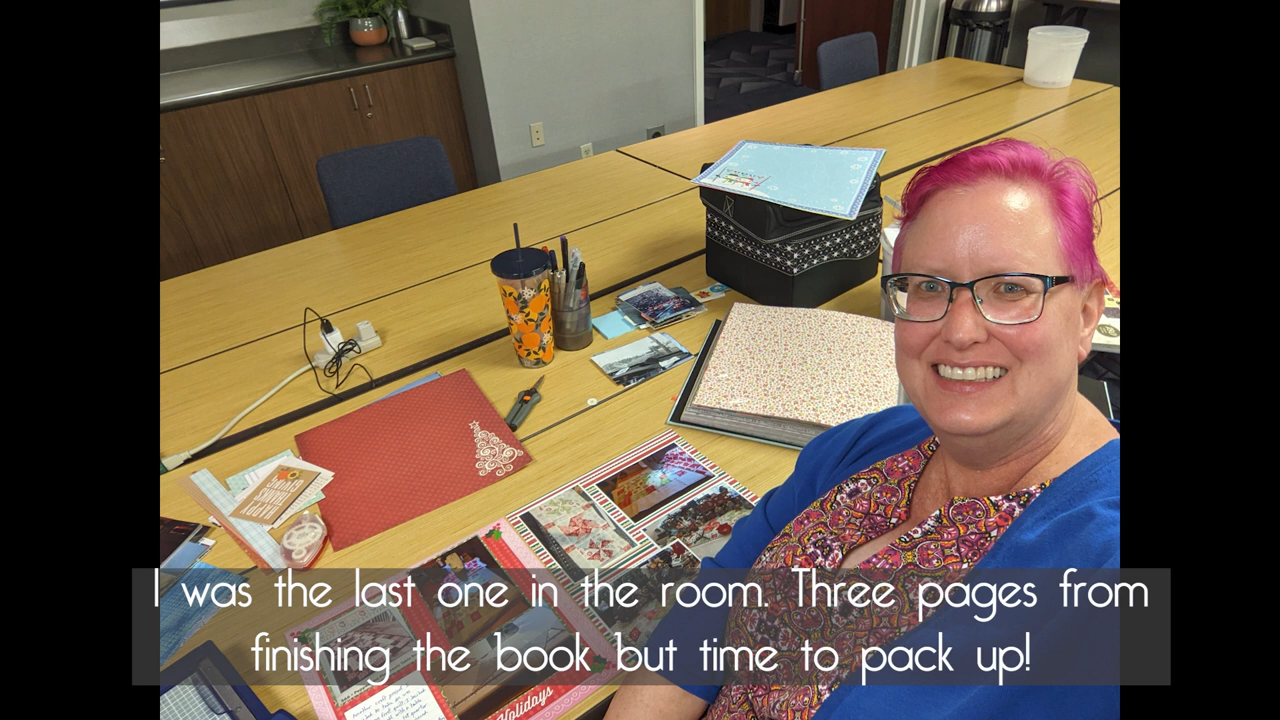 I was the last one in the room. Three pages from
finishing the book but time to pack up!
Holidays